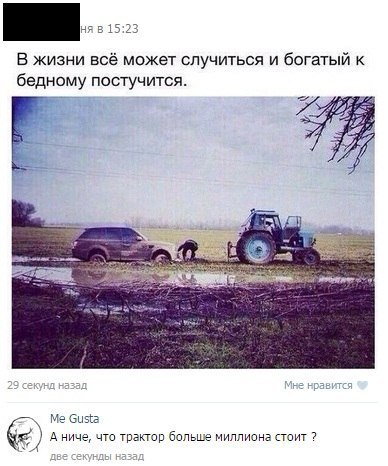 ня в 15:23
В жизни всё может случиться и богатый к
бедному постучится.
29 секунд назад
Мне нравится
Me Gusta
А ниче, что трактор больше миллиона стоит ?
две секунды назад